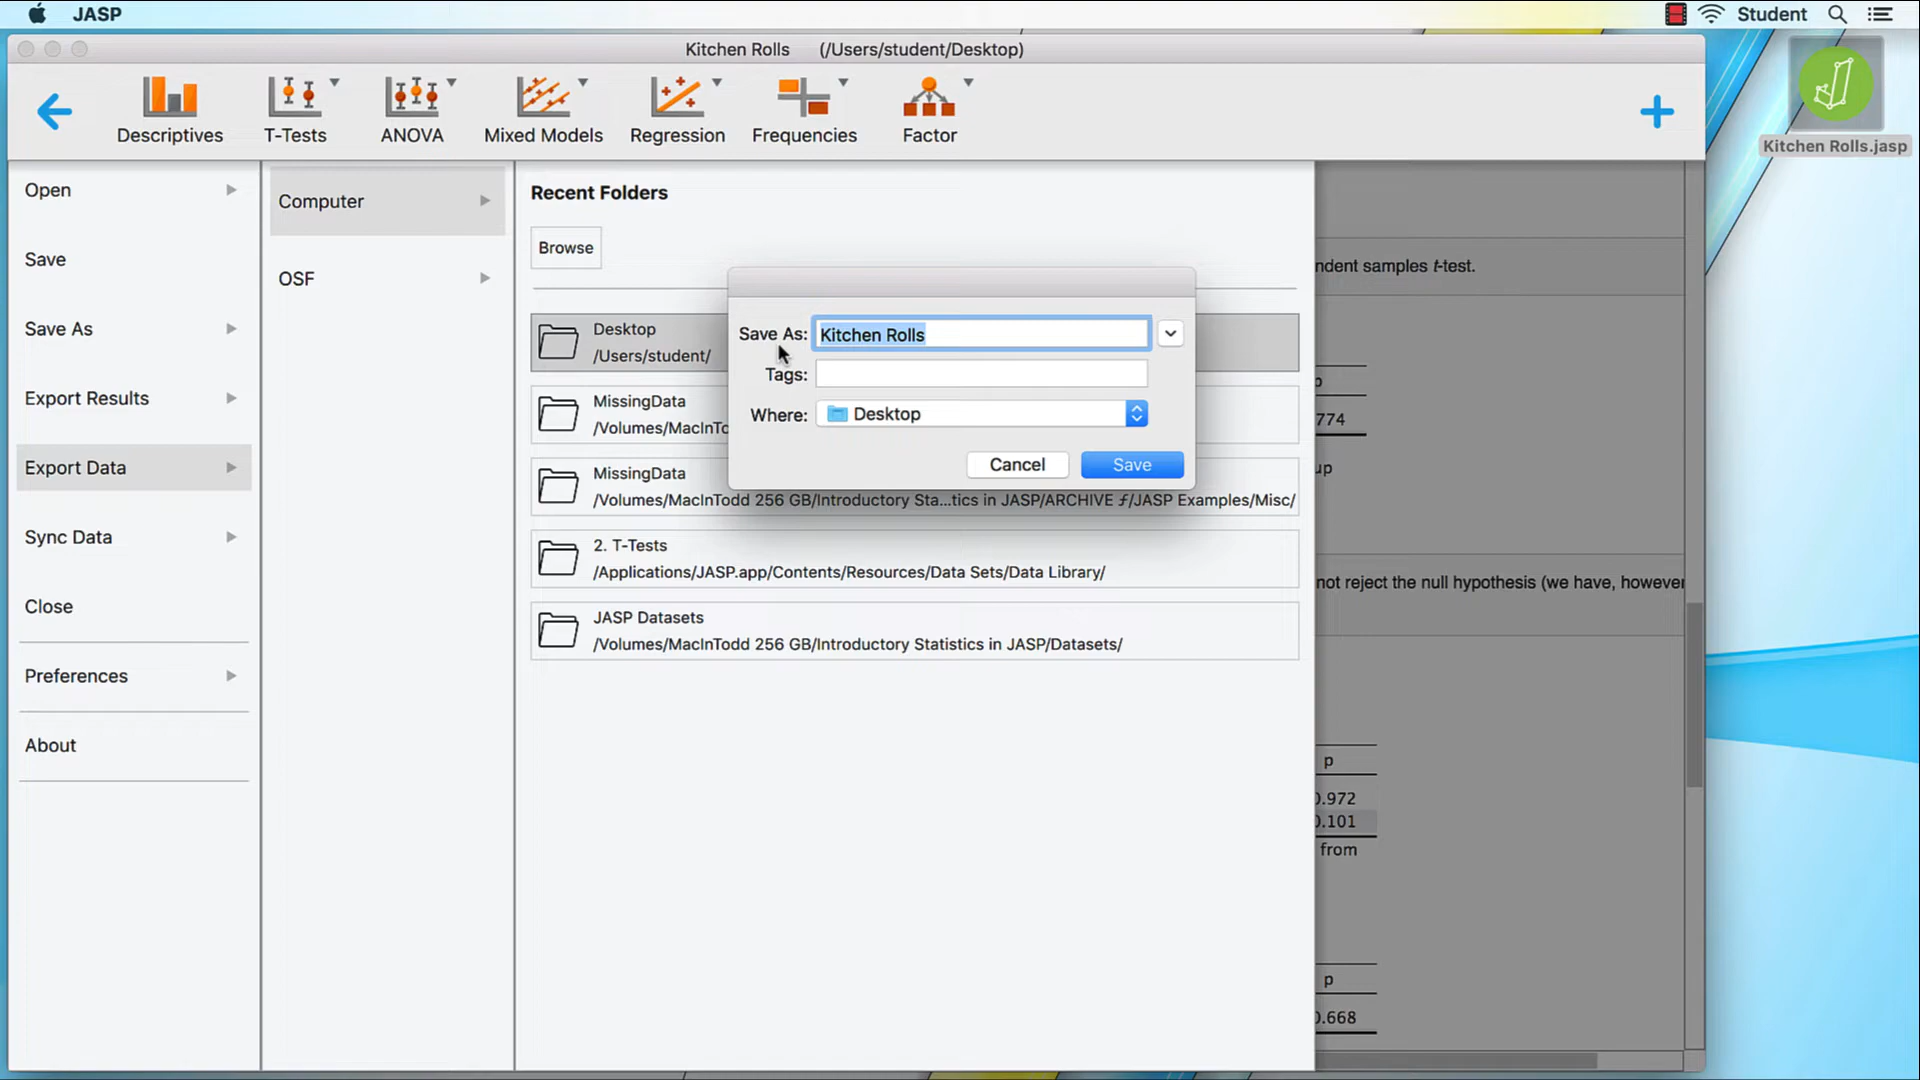 JASP
Student
Kitchen Rolls (/Users/student/Desktop)
Kitchen Rolls.jasp
Descriptives
T-Tests
ANOVA
Mixed Models
Regression
Frequencies
Factor
Open
Save
Save As
Export Results
Export Data
Sync Data
Close
Preferences
About
Computer
OSF
Recent Folders
Browse
Desktop
/Users/student/
MissingData
/Volumes/MacInTo
MissingData
/Volumes/MacInTodd 256 GB/Introductory Sta...tics in JASP/ARCHIVE ƒ/JASP Examples/Misc/
2. T-Tests
/Applications/JASP.app/Contents/Resources/Data Sets/Data Library/
JASP Datasets
/Volumes/MacInTodd 256 GB/Introductory Statistics in JASP/Datasets/
Save As: Kitchen Rolls
Tags:
Where: Desktop
Cancel
Save
ndent samples t-test.
p
774
up
not reject the null hypothesis (we have, however
p
0.972
0.101
from
p
0.668